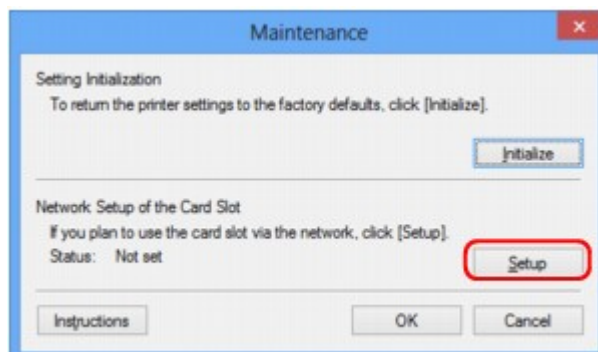 Maintenance
Setting Initialization
To return the printer settings to the factory defaults, click [Initialize].
Initialize
Network Setup of the Card Slot
If you plan to use the card slot via the network, click [Setup].
Status: Not set
Setup
Instructions OK Cancel